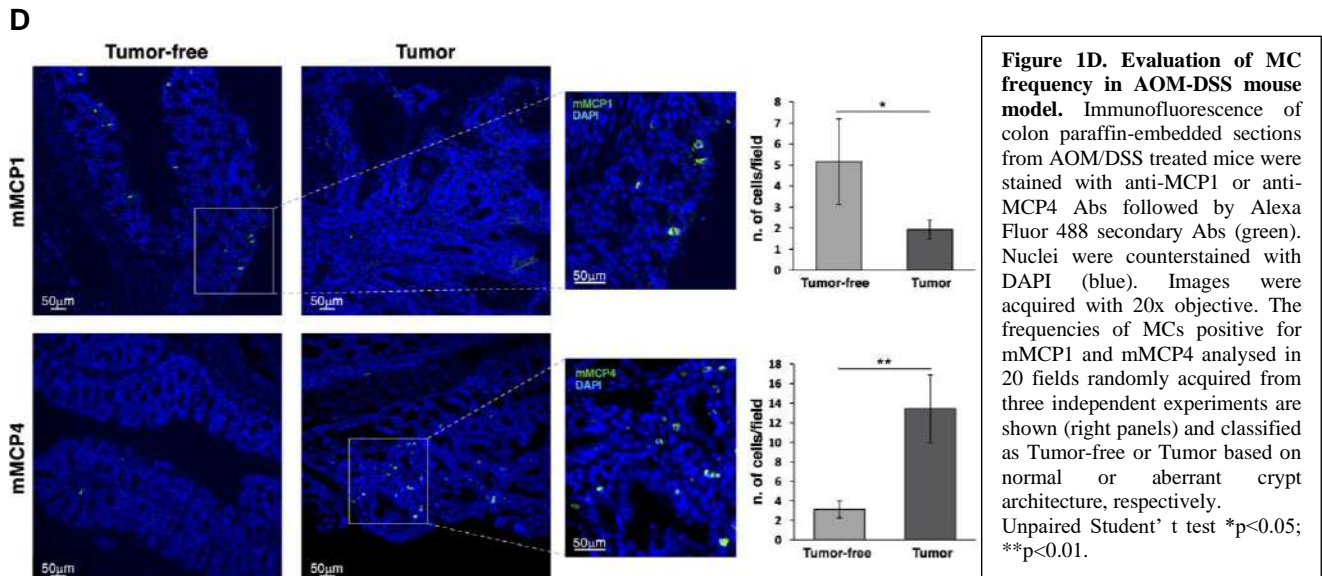 D
Tumor-free
Tumor
mMCP1
50µm
50µm
mMCP1
DAPI
50µm
n. of cells/field
8
7
6
5
4
3
2
1
0
*
Tumor-free
Tumor
mMCP4
50µm
50µm
mMCP4
DAPI
50µm
n. of cells/field
18
16
14
12
10
8
6
4
2
0
**
Tumor-free
Tumor
Figure 1D. Evaluation of MC
frequency in AOM-DSS mouse
model. Immunofluorescence of
colon paraffin-embedded sections
from AOM/DSS treated mice were
stained with anti-MCP1 or anti-
MCP4 Abs followed by Alexa
Fluor 488 secondary Abs (green).
Nuclei were counterstained with
DAPI (blue). Images were
acquired with 20x objective. The
frequencies of MCs positive for
mMCP1 and mMCP4 analysed in
20 fields randomly acquired from
three independent experiments are
shown (right panels) and classified
as Tumor-free or Tumor based on
normal or aberrant crypt
architecture, respectively.
Unpaired Student’ t test *p<0.05;
**p<0.01.